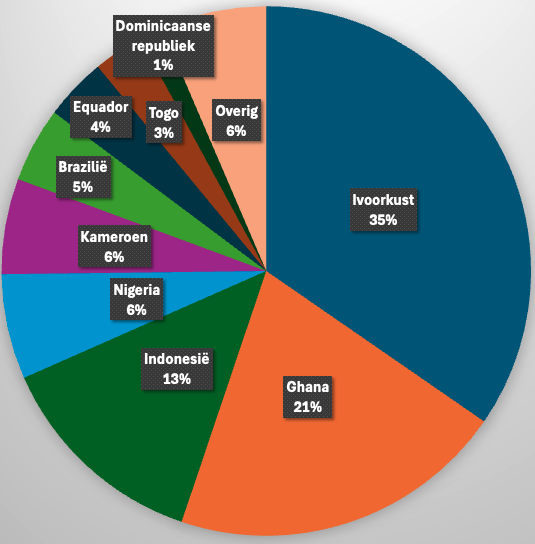 Dominicaanse
republiek
1%
Equador
4%
Togo
3%
Overig
6%
Brazilië
5%
Ivoorkust
35%
Kameroen
6%
Nigeria
6%
Indonesië
13%
Ghana
21%